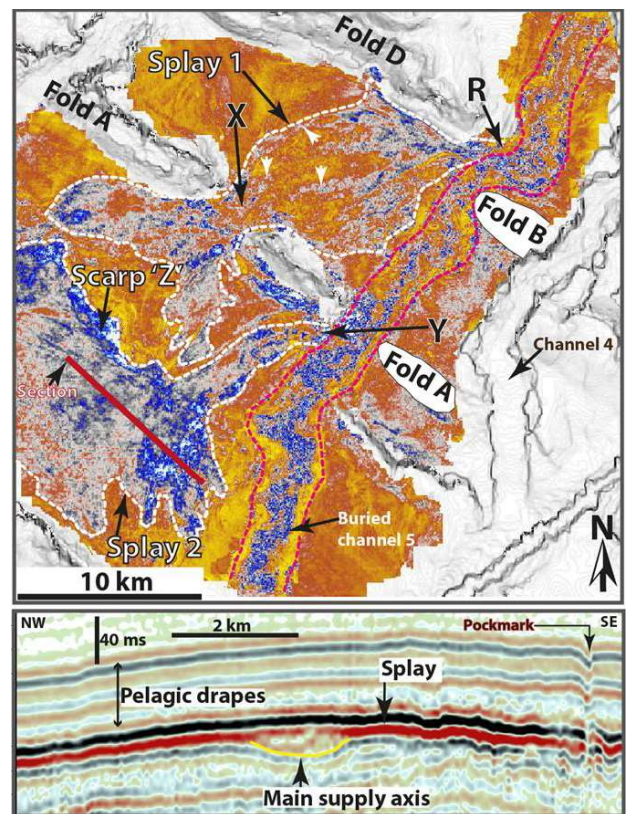 Fold D
Splay 1
R
Fold A
X
Fold B
Scarp 'Z'
Y
Channel 4
Section
Fold A
Buried
channel 5
N
Splay 2
10 km
NW
SE
2 km
Pockmark
40 ms
Splay
Pelagic drapes
Main supply axis